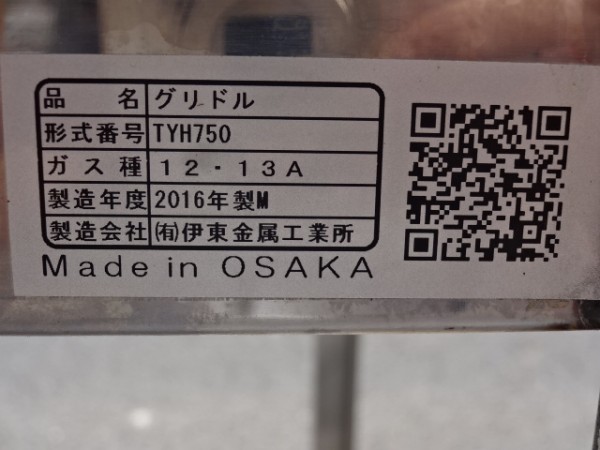 品名 グリドル
形式番号 TYH750
ガス種 12・13A
製造年度 2016年製M
製造会社 ㈲伊東金属工業所
Made in OSAKA